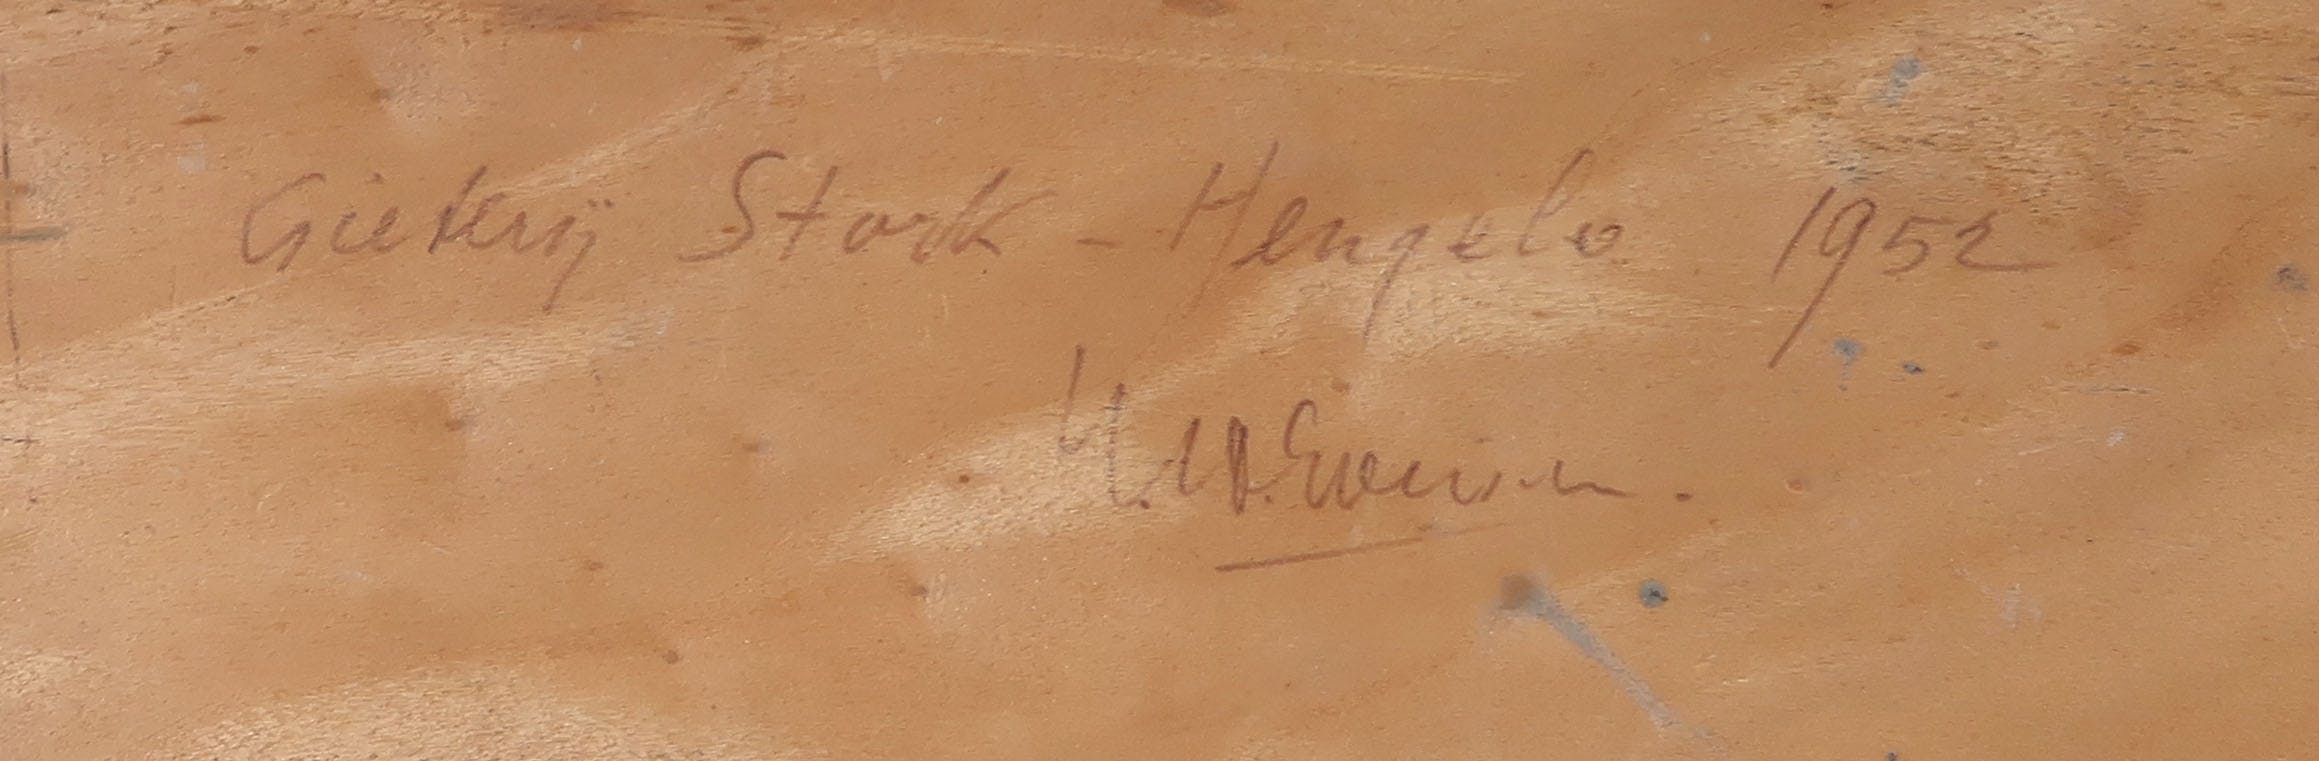 Gieterij Stork - Hengelo 1952
H.